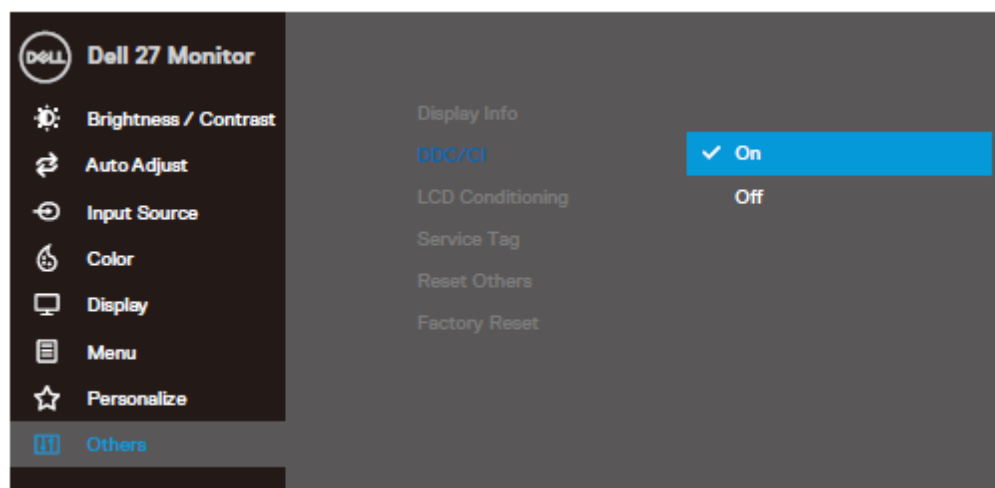 DELL Dell 27 Monitor
Brightness / Contrast
Auto Adjust
Input Source
Color
Display
Menu
Personalize
Others
Display Info
DDC/CI
LCD Conditioning
Service Tag
Reset Others
Factory Reset
On
Off